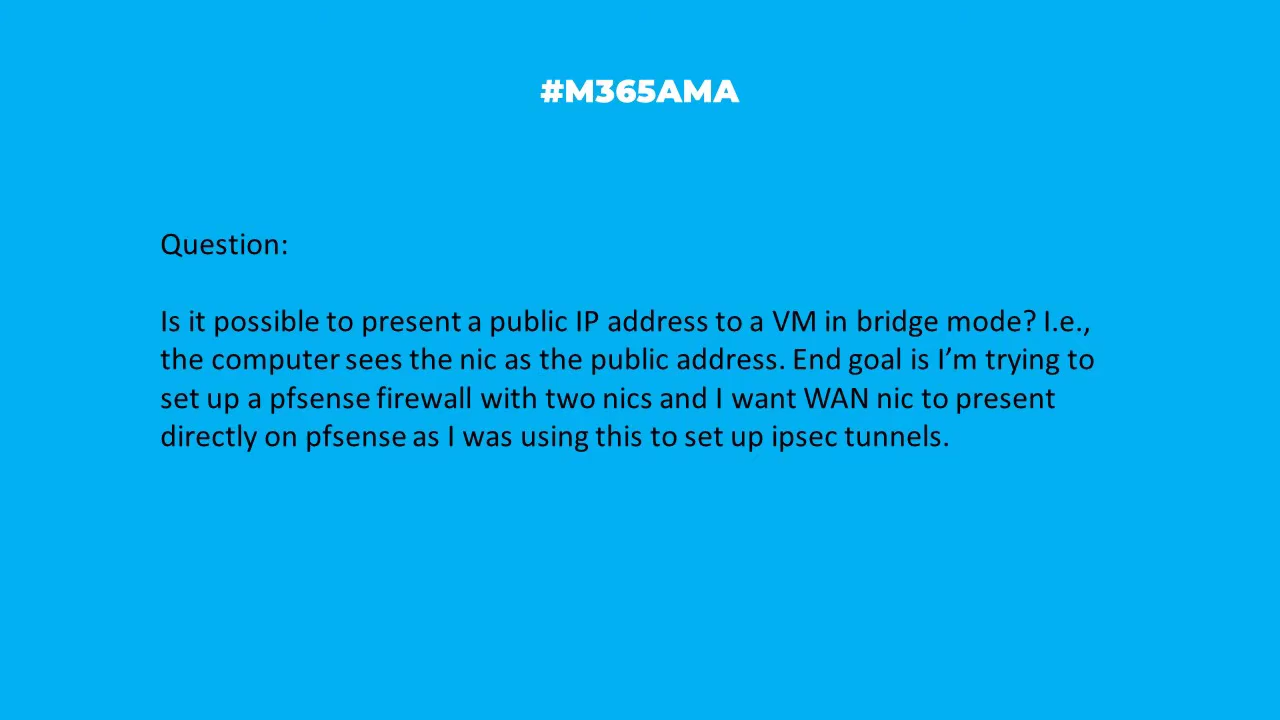 #M365AMA
Question:
Is it possible to present a public IP address to a VM in bridge mode? I.e.,
the computer sees the nic as the public address. End goal is I’m trying to
set up a pfsense firewall with two nics and I want WAN nic to present
directly on pfsense as I was using this to set up ipsec tunnels.